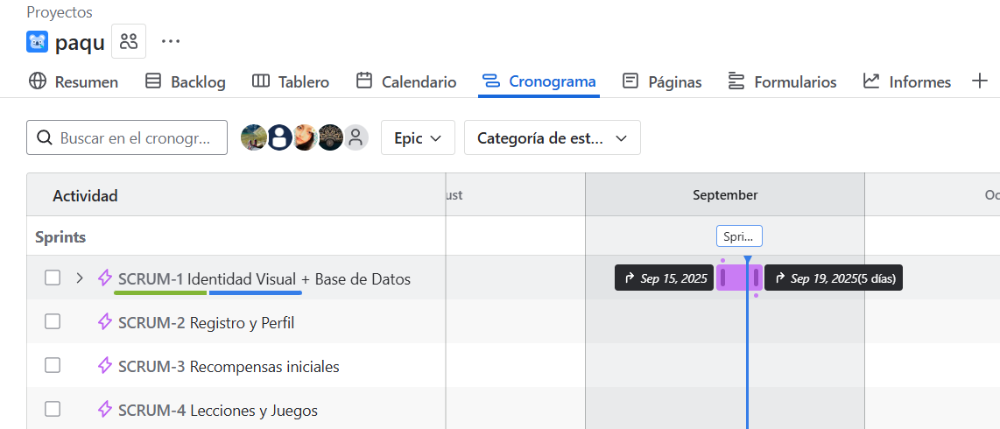 Proyectos
paqu
Resumen Backlog Tablero Calendario Cronograma Páginas Formularios Informes
Buscar en el cronogr... Epic Categoría de est...
Actividad ust September Oc
Sprints Spri...
SCRUM-1 Identidad Visual + Base de Datos Sep 15, 2025 Sep 19, 2025(5 días)
SCRUM-2 Registro y Perfil
SCRUM-3 Recompensas iniciales
SCRUM-4 Lecciones y Juegos